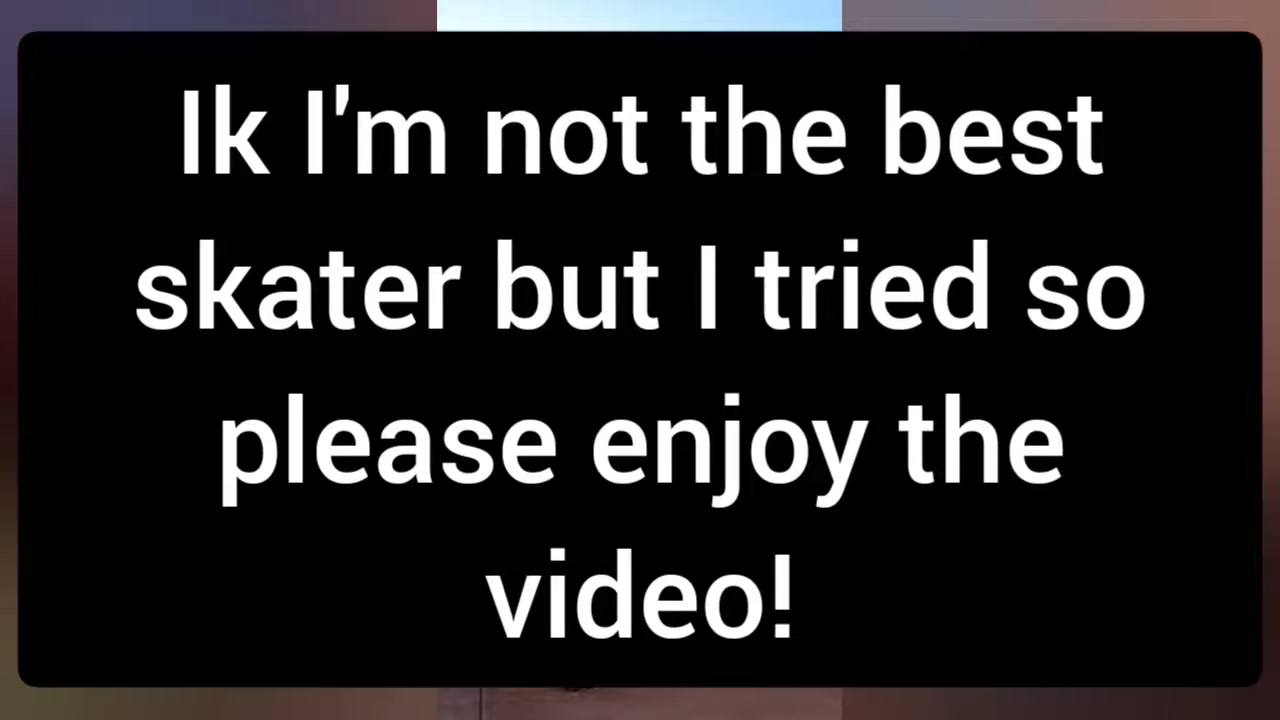 Ik I'm not the best
skater but I tried so
please enjoy the
video!